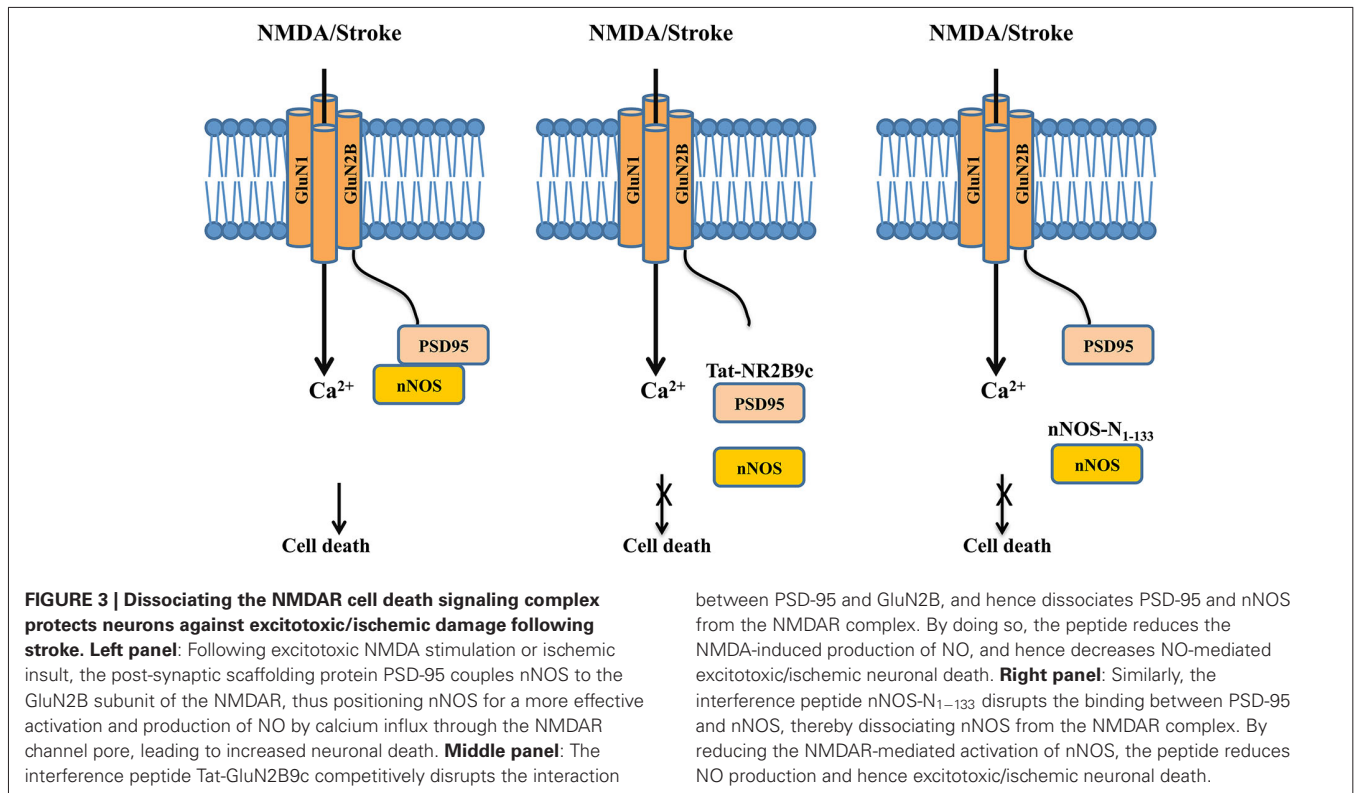 NMDA/Stroke
GluN1
GluN2B
PSD95
nNOS
Ca²⁺
Cell death
NMDA/Stroke
GluN1
GluN2B
Tat-NR2B9c
PSD95
nNOS
Ca²⁺
X
Cell death
NMDA/Stroke
GluN1
GluN2B
PSD95
nNOS-N₁₋₁₃₃
nNOS
Ca²⁺
X
Cell death
FIGURE 3 | Dissociating the NMDAR cell death signaling complex
protects neurons against excitotoxic/ischemic damage following
stroke. Left panel: Following excitotoxic NMDA stimulation or ischemic
insult, the post-synaptic scaffolding protein PSD-95 couples nNOS to the
GluN2B subunit of the NMDAR, thus positioning nNOS for a more effective
activation and production of NO by calcium influx through the NMDAR
channel pore, leading to increased neuronal death. Middle panel: The
interference peptide Tat-GluN2B9c competitively disrupts the interaction
between PSD-95 and GluN2B, and hence dissociates PSD-95 and nNOS
from the NMDAR complex. By doing so, the peptide reduces the
NMDA-induced production of NO, and hence decreases NO-mediated
excitotoxic/ischemic neuronal death. Right panel: Similarly, the
interference peptide nNOS-N₁₋₁₃₃ disrupts the binding between PSD-95
and nNOS, thereby dissociating nNOS from the NMDAR complex. By
reducing the NMDAR-mediated activation of nNOS, the peptide reduces
NO production and hence excitotoxic/ischemic neuronal death.